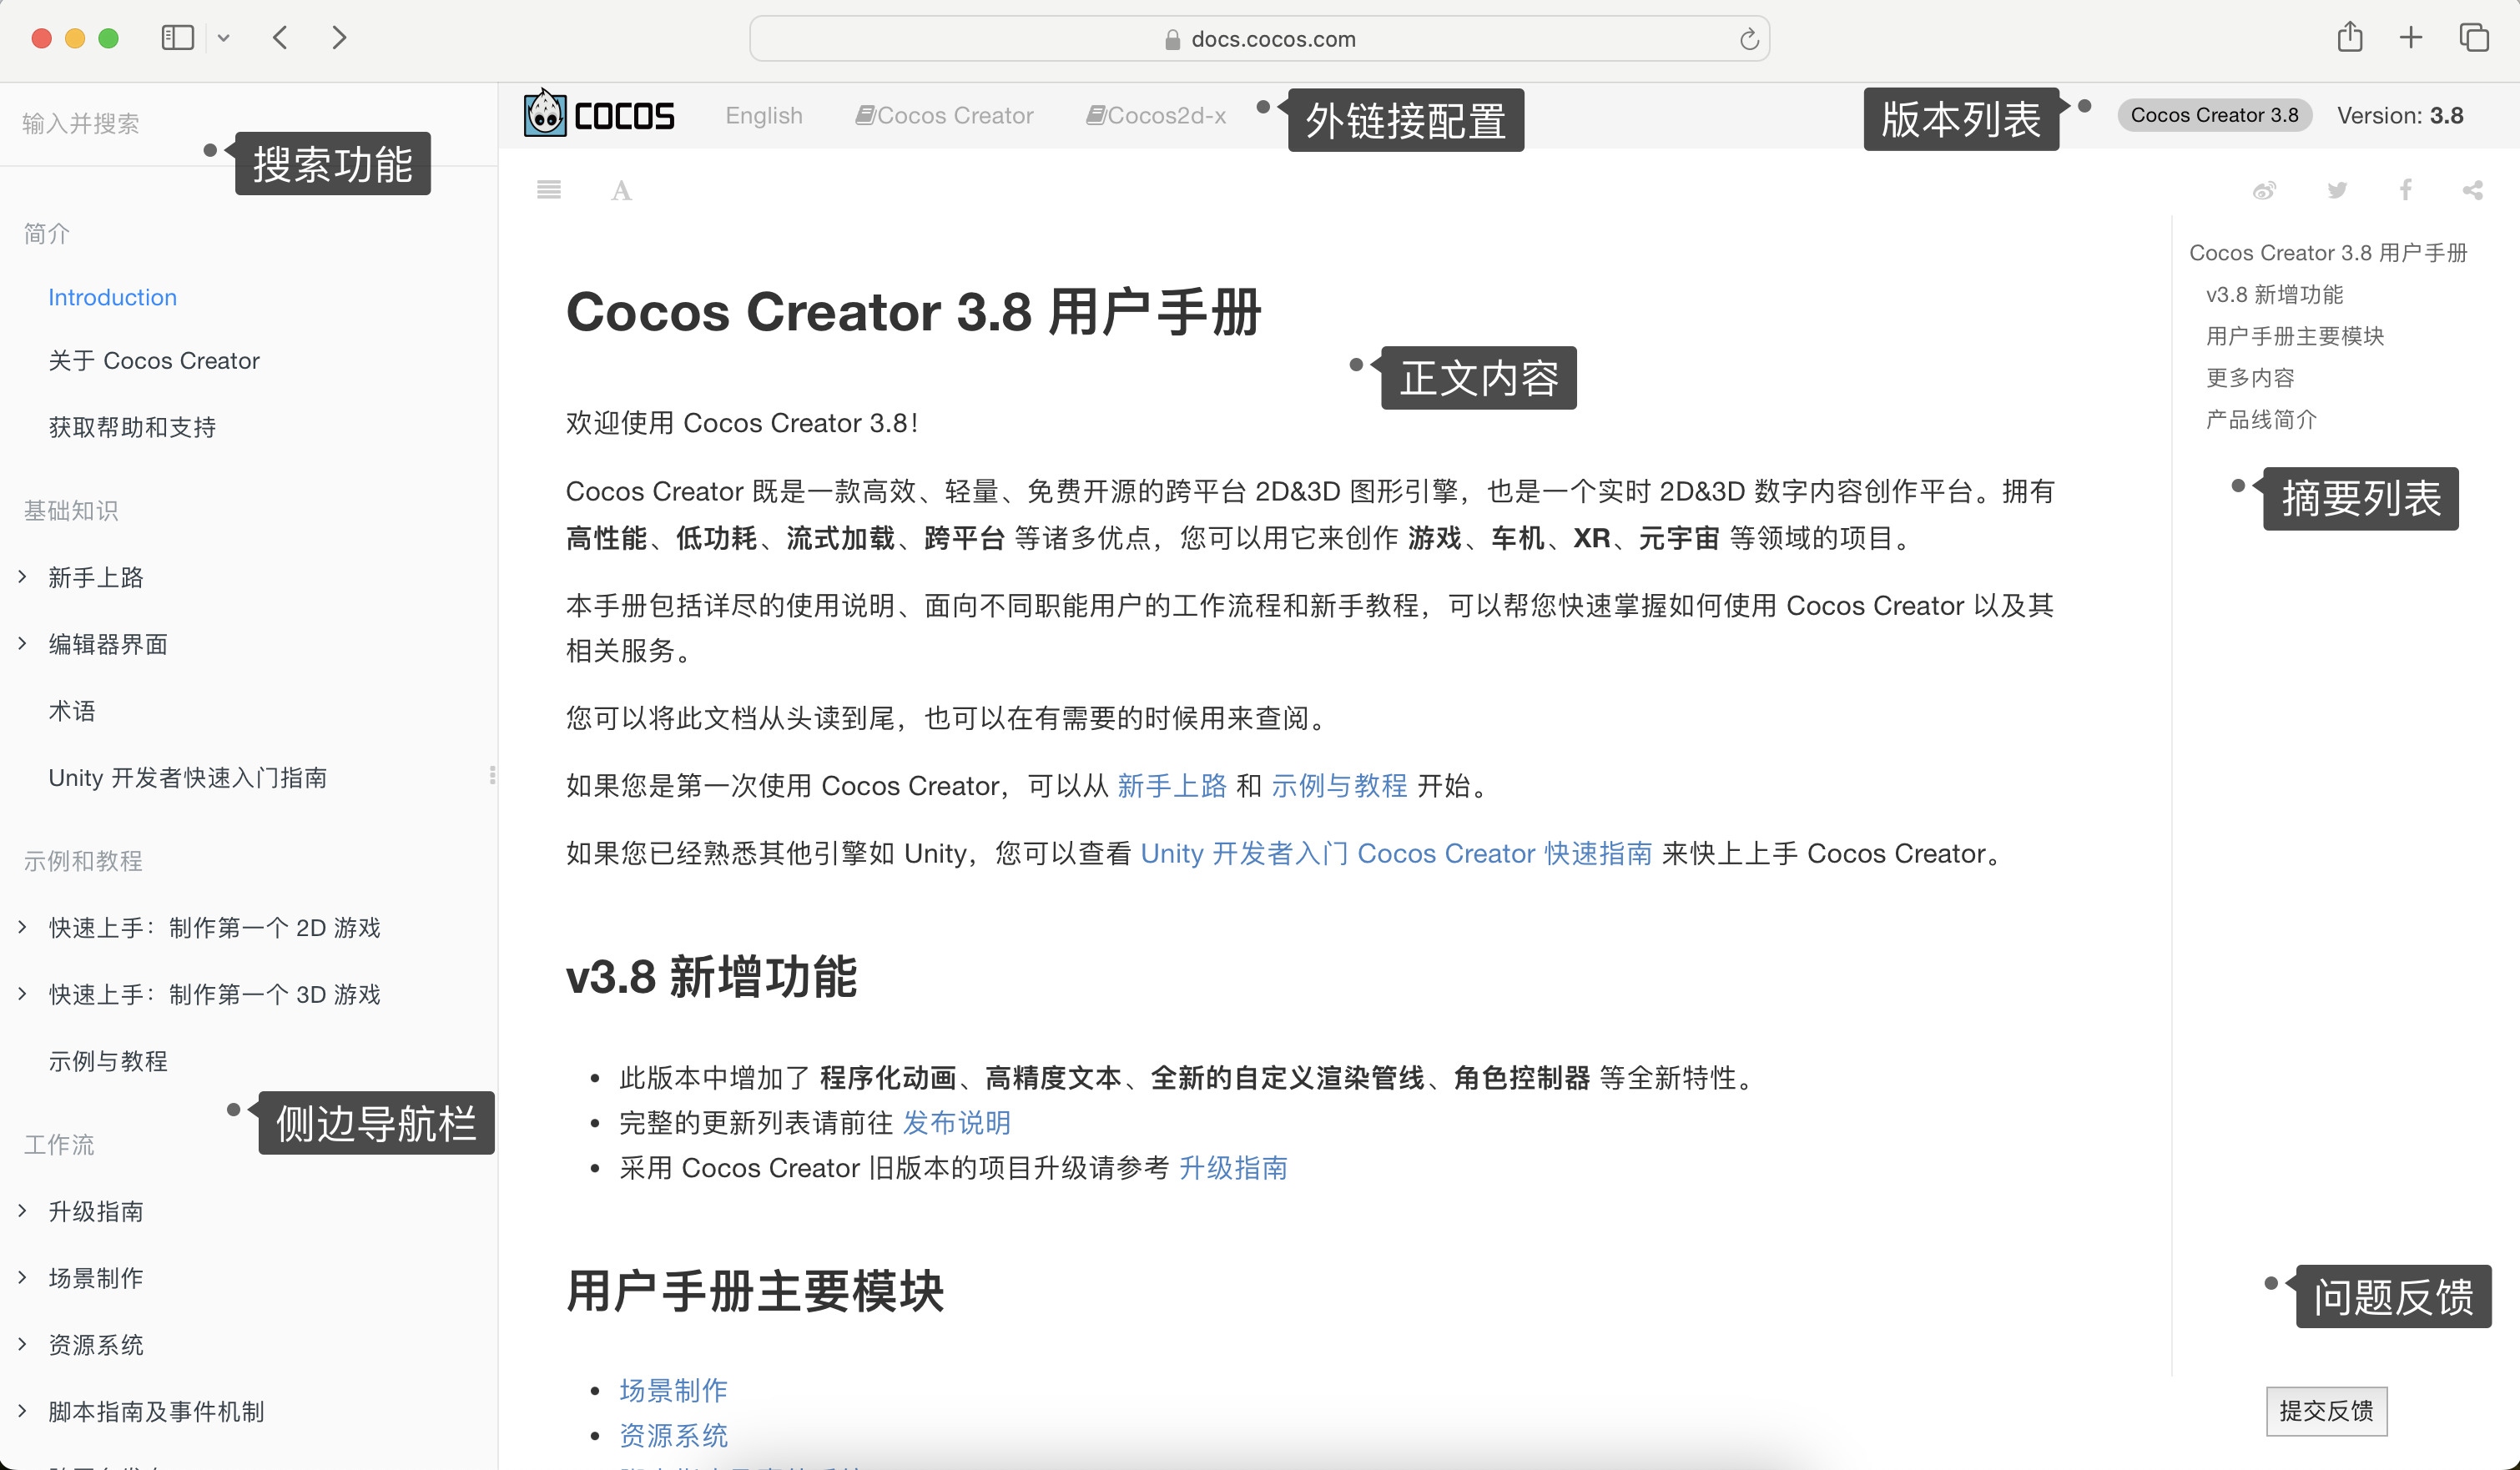 docs.cocos.com
输入并搜索
搜索功能
简介
Introduction
关于 Cocos Creator
获取帮助和支持
基础知识
新手上路
编辑器界面
术语
Unity 开发者快速入门指南
示例和教程
快速上手：制作第一个 2D 游戏
快速上手：制作第一个 3D 游戏
示例与教程
侧边导航栏
工作流
升级指南
场景制作
资源系统
脚本指南及事件机制
COCOS English Cocos Creator Cocos2d-x 外链接配置 版本列表 Cocos Creator 3.8 Version: 3.8
A
Cocos Creator 3.8 用户手册
正文内容
欢迎使用 Cocos Creator 3.8！
Cocos Creator 既是一款高效、轻量、免费开源的跨平台 2D&3D 图形引擎，也是一个实时 2D&3D 数字内容创作平台。拥有
高性能、低功耗、流式加载、跨平台 等诸多优点，您可以用它来创作 游戏、车机、XR、元宇宙 等领域的项目。
本手册包括详尽的使用说明、面向不同职能用户的工作流程和新手教程，可以帮您快速掌握如何使用 Cocos Creator 以及其
相关服务。
您可以将此文档从头读到尾，也可以在有需要的时候用来查阅。
如果您是第一次使用 Cocos Creator，可以从 新手上路 和 示例与教程 开始。
如果您已经熟悉其他引擎如 Unity，您可以查看 Unity 开发者入门 Cocos Creator 快速指南 来快上上手 Cocos Creator。
v3.8 新增功能
此版本中增加了 程序化动画、高精度文本、全新的自定义渲染管线、角色控制器 等全新特性。
完整的更新列表请前往 发布说明
采用 Cocos Creator 旧版本的项目升级请参考 升级指南
用户手册主要模块
场景制作
资源系统
Cocos Creator 3.8 用户手册
v3.8 新增功能
用户手册主要模块
更多内容
产品线简介
摘要列表
问题反馈
提交反馈